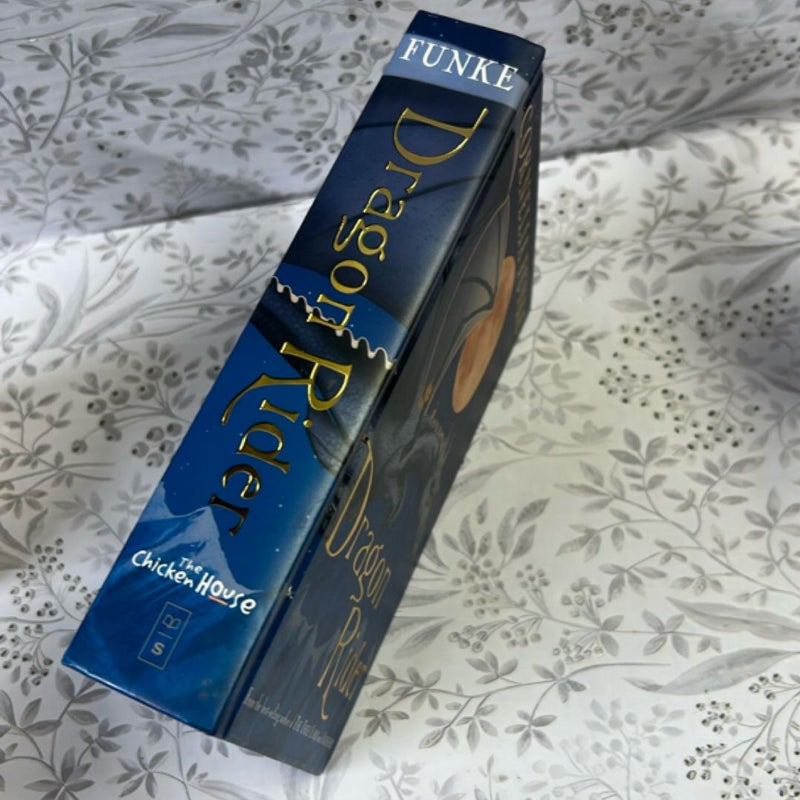 FUNKE
Dragon Rider
The
Chicken House
S B
Dragon
Rider